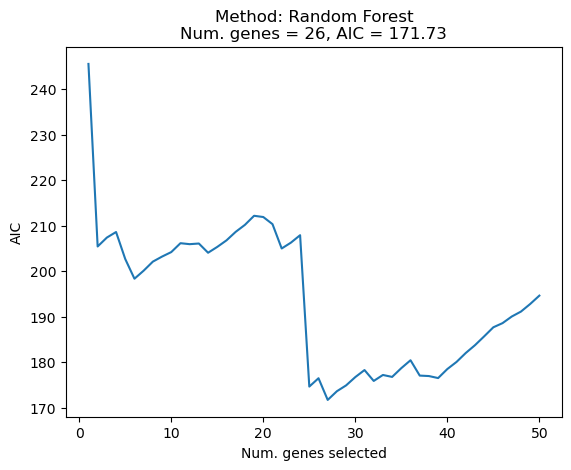 Method: Random Forest
Num. genes = 26, AIC = 171.73
240
230
220
210
200
190
180
170
AIC
0 10 20 30 40 50
Num. genes selected